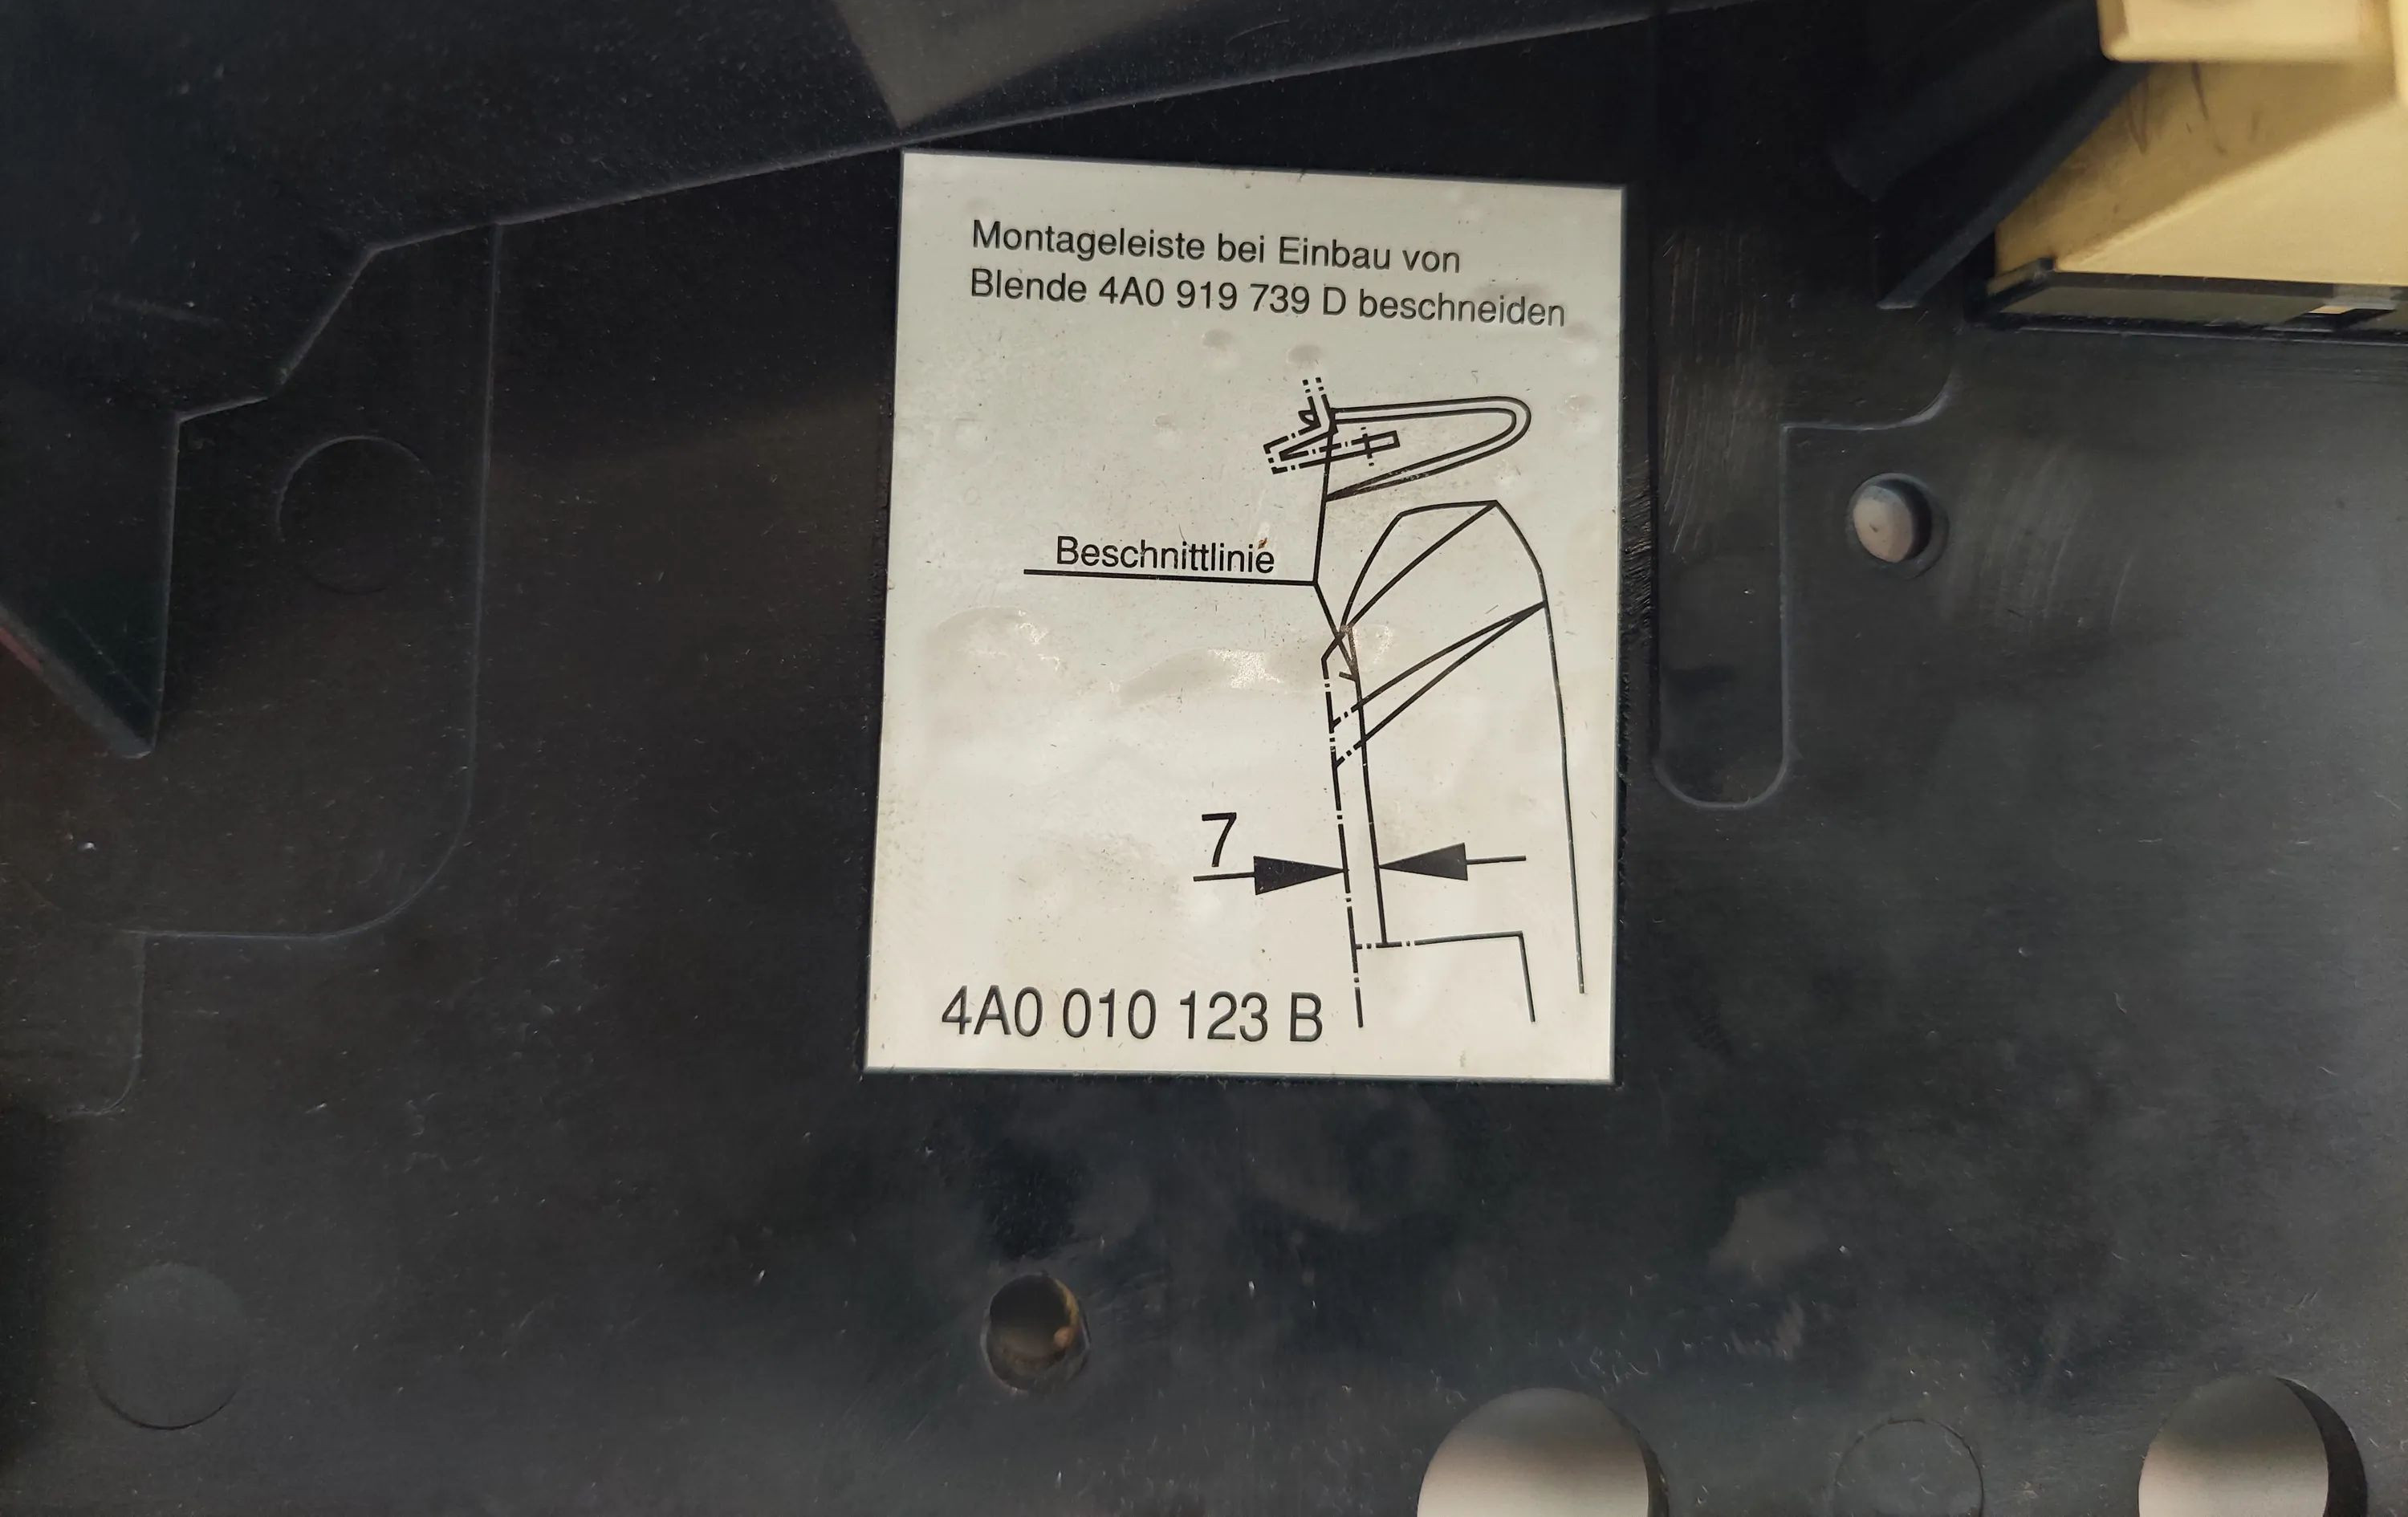 Montageleiste bei Einbau von
Blende 4A0 919 739 D beschneiden
Beschnittlinie
7
4A0 010 123 B